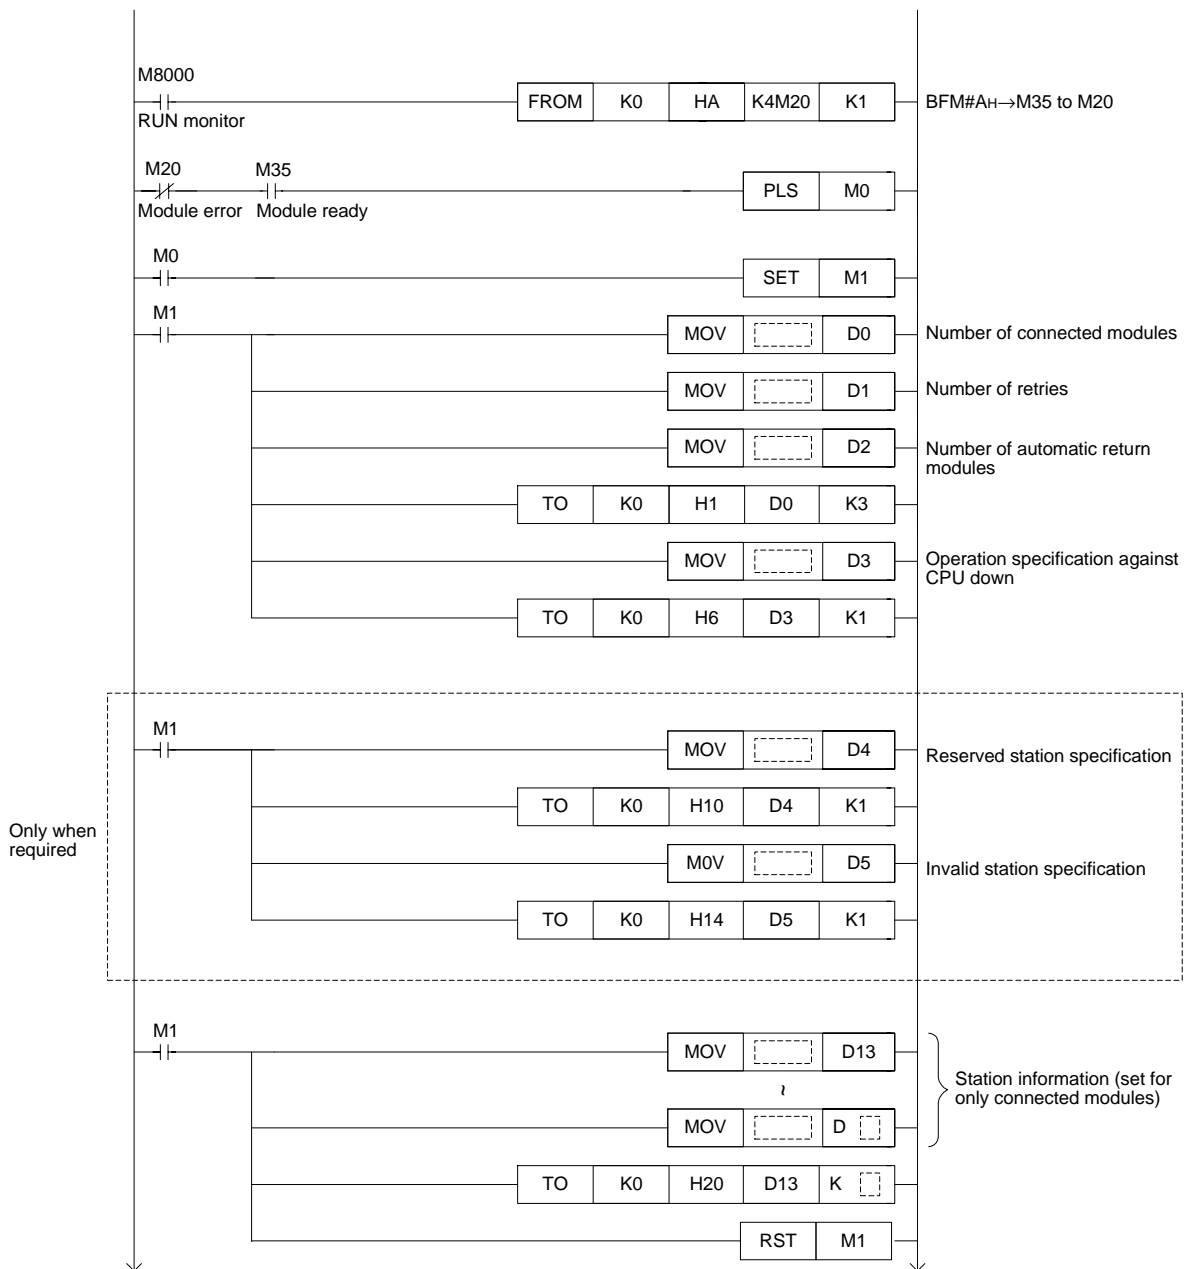 M8000
FROM K0 HA K4M20 K1 BFM#AH→M35 to M20
RUN monitor
M20 M35
PLS M0
Module error Module ready
M0
SET M1
M1
MOV D0 Number of connected modules
MOV D1 Number of retries
MOV D2 Number of automatic return
modules
TO K0 H1 D0 K3
MOV D3 Operation specification against
CPU down
TO K0 H6 D3 K1
M1
MOV D4 Reserved station specification
TO K0 H10 D4 K1
Only when
required
M0V D5 Invalid station specification
TO K0 H14 D5 K1
M1
MOV D13
Station information (set for
only connected modules)
MOV D
TO K0 H20 D13 K
RST M1